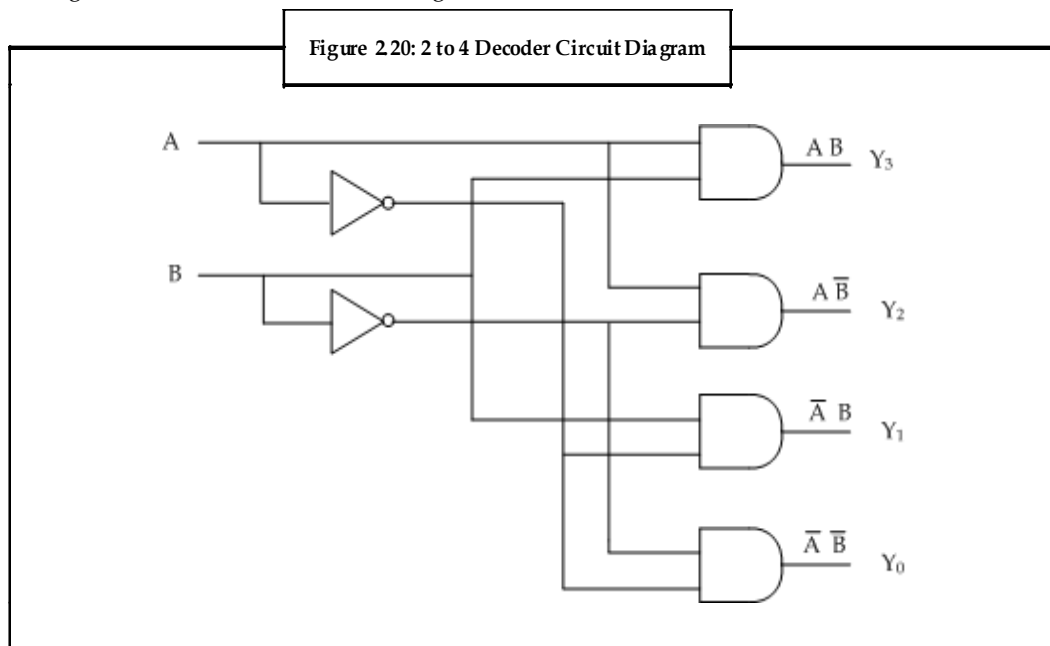 Figure 2.20: 2 to 4 Decoder Circuit Diagram
A
A B Y₃
B
A B̅ Y₂
A̅ B Y₁
A̅ B̅ Y₀